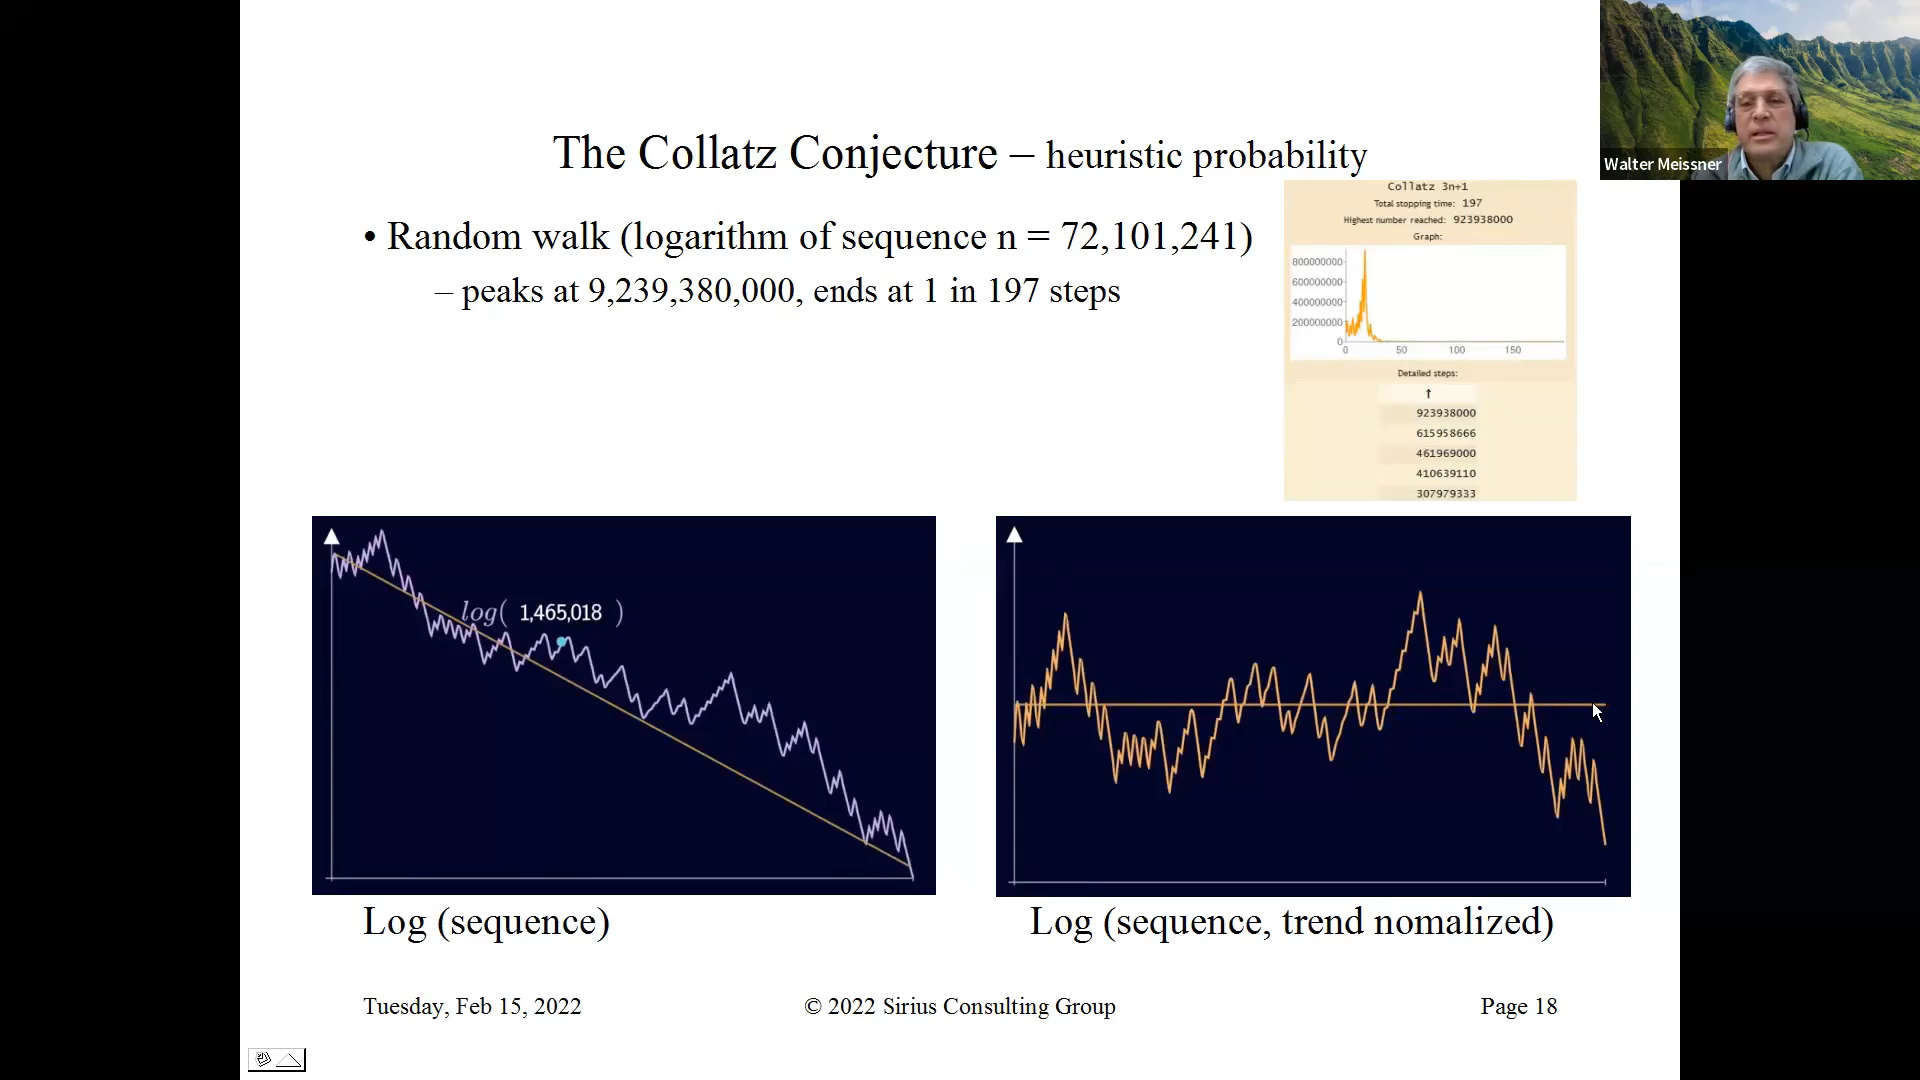 Walter Meissner
The Collatz Conjecture – heuristic probability
• Random walk (logarithm of sequence n = 72,101,241)
– peaks at 9,239,380,000, ends at 1 in 197 steps
Collatz 3n+1
Total stopping time: 197
Highest number reached: 923938000
Graph:
800000000
600000000
400000000
200000000
0
0 50 100 150
Detailed steps:
↑
923938000
615958666
461969000
410639110
307979333
log( 1,465,018 )
Log (sequence)
Log (sequence, trend nomalized)
Tuesday, Feb 15, 2022
© 2022 Sirius Consulting Group
Page 18